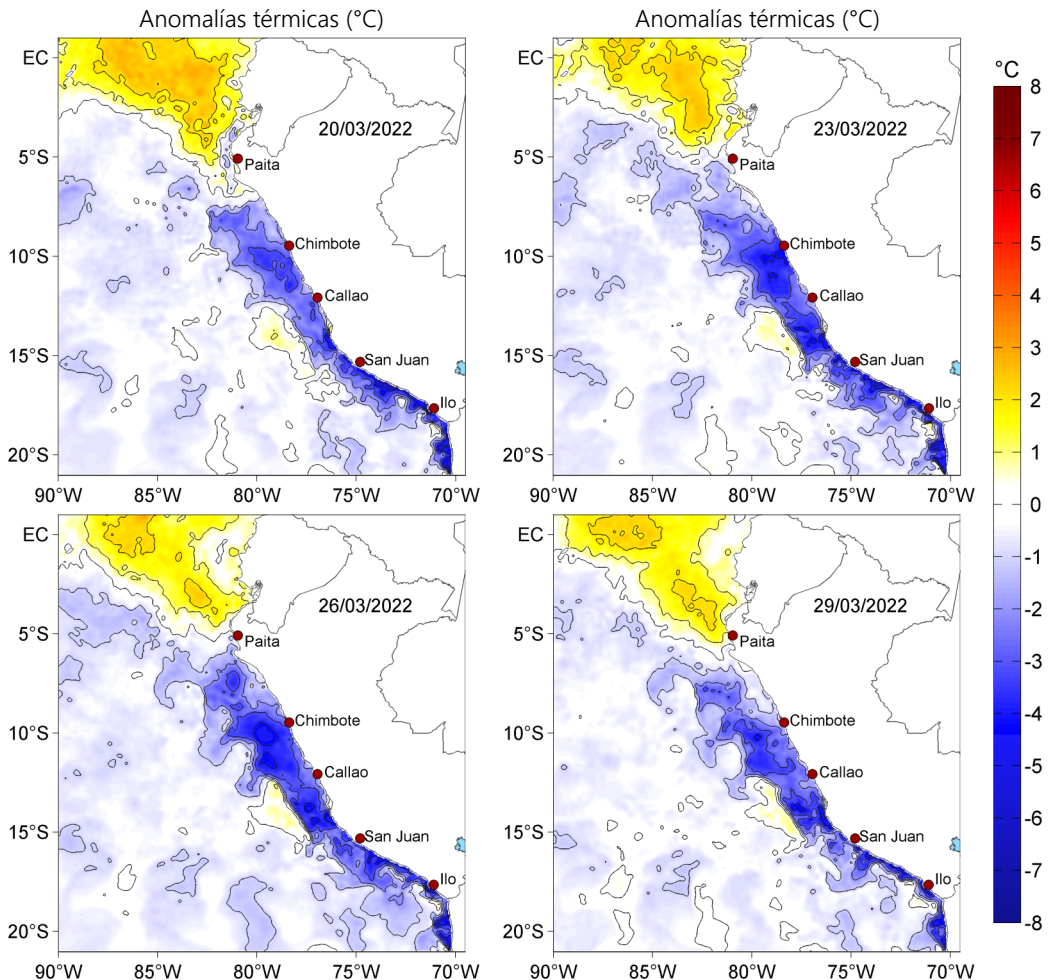 Anomalías térmicas (°C)
Anomalías térmicas (°C)
EC
5°S
10°S
15°S
20°S
90°W
85°W
80°W
75°W
70°W
20/03/2022
Paita
Chimbote
Callao
San Juan
Ilo
EC
5°S
10°S
15°S
20°S
90°W
85°W
80°W
75°W
70°W
23/03/2022
Paita
Chimbote
Callao
San Juan
Ilo
°C
8
7
6
5
4
3
2
1
0
-1
-2
-3
-4
-5
-6
-7
-8
EC
5°S
10°S
15°S
20°S
90°W
85°W
80°W
75°W
70°W
26/03/2022
Paita
Chimbote
Callao
San Juan
Ilo
EC
5°S
10°S
15°S
20°S
90°W
85°W
80°W
75°W
70°W
29/03/2022
Paita
Chimbote
Callao
San Juan
Ilo